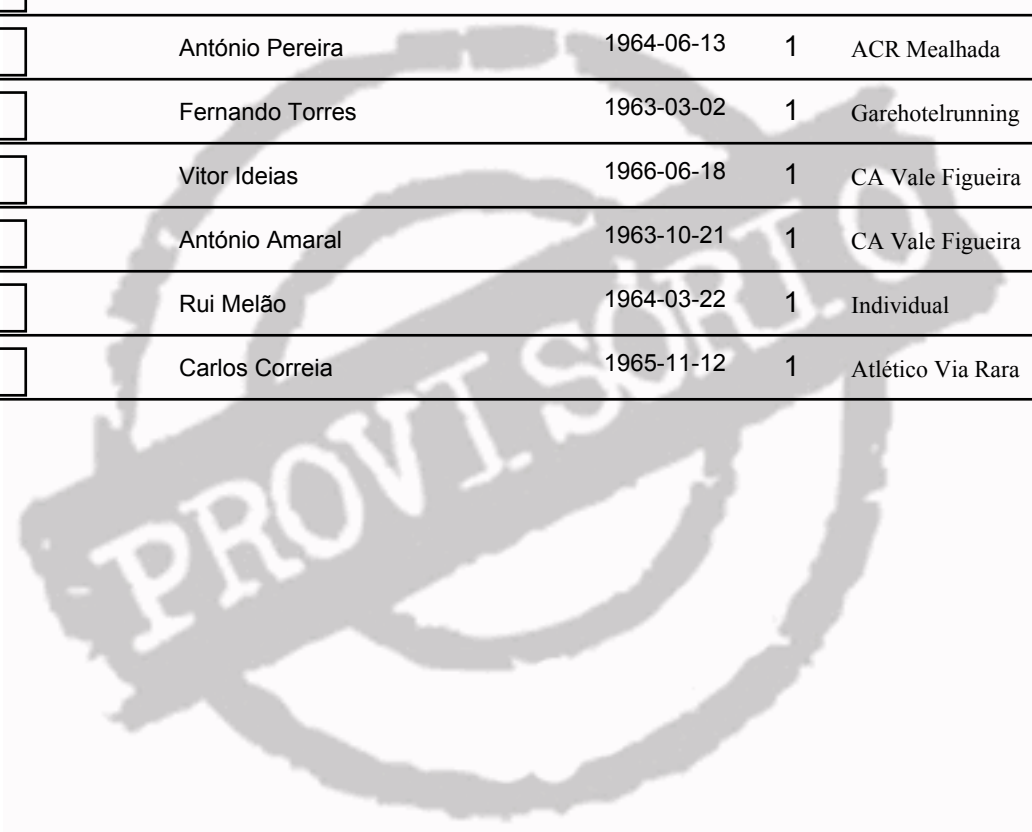 António Pereira 1964-06-13 1 ACR Mealhada
Fernando Torres 1963-03-02 1 Garehotelrunning
Vitor Ideias 1966-06-18 1 CA Vale Figueira
António Amaral 1963-10-21 1 CA Vale Figueira
Rui Melão 1964-03-22 1 Individual
Carlos Correia 1965-11-12 1 Atlético Via Rara
PROVISÓRIO